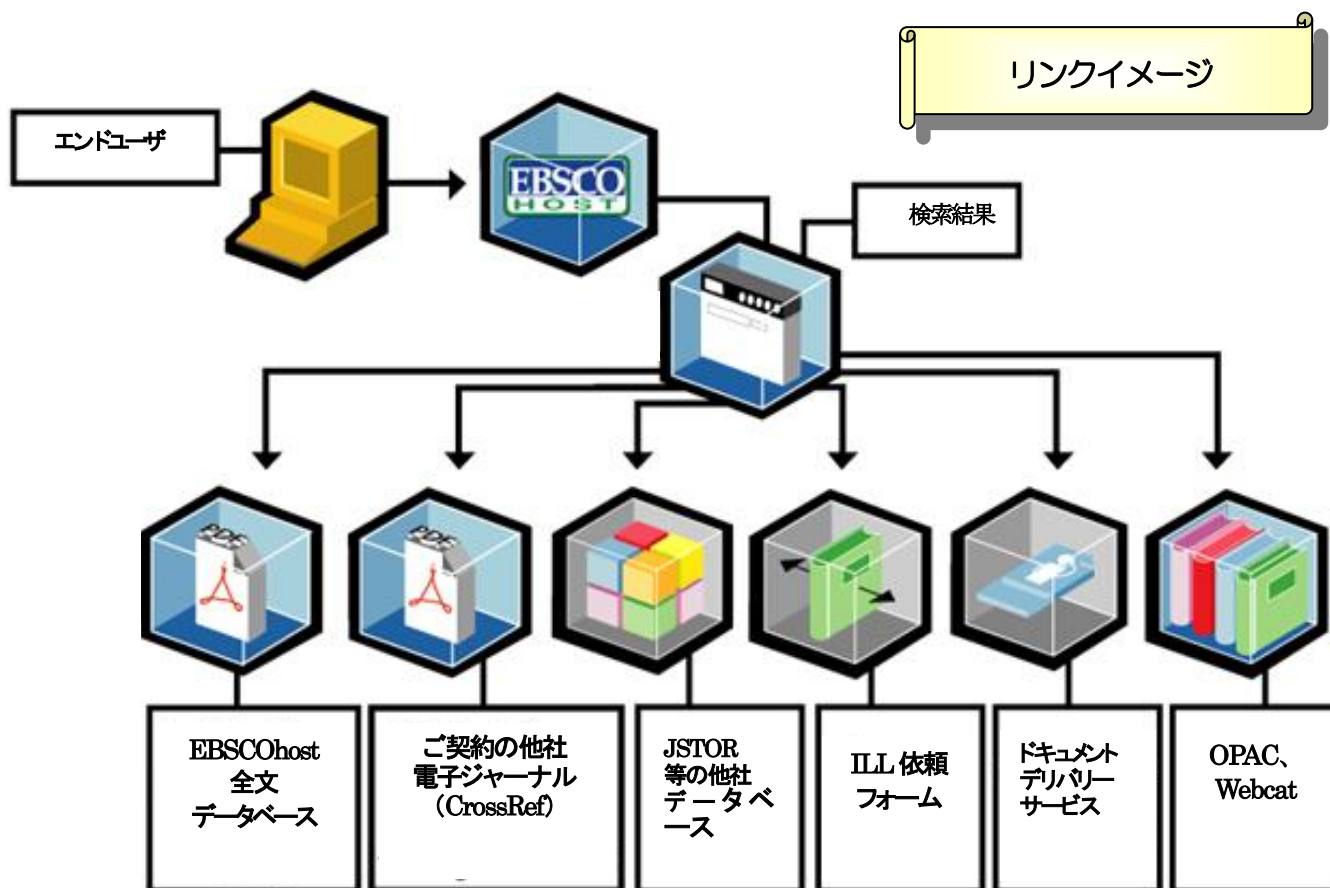 リンクイメージ
エンドユーザ
EBSCO
HOST
検索結果
PDF
PDF
EBSCOhost
全文
データベース
ご契約の他社
電子ジャーナル
（CrossRef）
JSTOR
等の他社
データベ
ース
ILL 依頼
フォーム
ドキュメント
デリバリー
サービス
OPAC、
Webcat